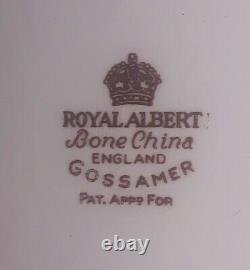 ROYAL ALBERT
Bone China
ENGLAND
GOSSAMER
PAT. APPD FOR